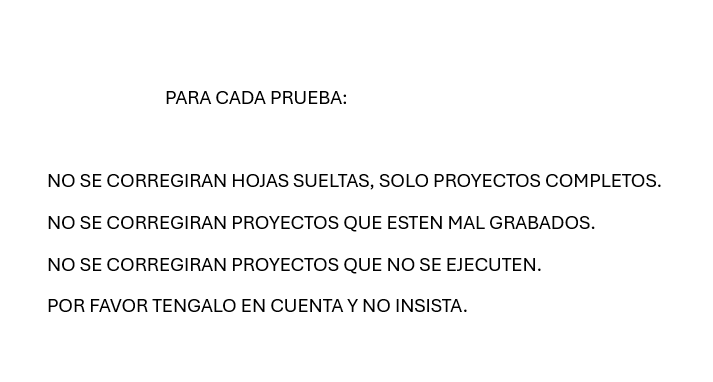 PARA CADA PRUEBA:
NO SE CORREGIRAN HOJAS SUELTAS, SOLO PROYECTOS COMPLETOS.
NO SE CORREGIRAN PROYECTOS QUE ESTEN MAL GRABADOS.
NO SE CORREGIRAN PROYECTOS QUE NO SE EJECUTEN.
POR FAVOR TENGALO EN CUENTA Y NO INSISTA.